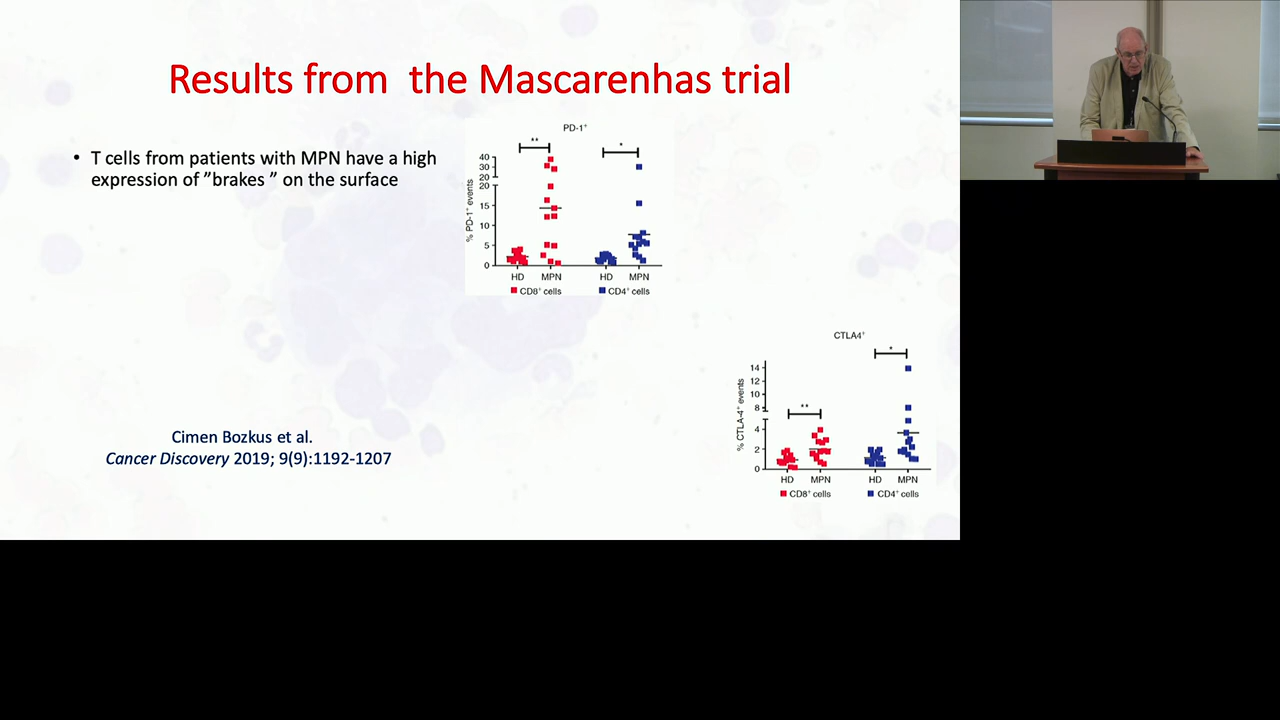 Results from  the Mascarenhas trial
• T cells from patients with MPN have a high
expression of ”brakes ” on the surface
PD-1⁺
**
*
% PD-1⁺ events
40
30
20
20
15
10
5
0
HD
MPN
HD
MPN
CD8⁺ cells
CD4⁺ cells
CTLA4⁺
*
**
% CTLA-4⁺ events
14
12
10
8
4
2
0
HD
MPN
HD
MPN
CD8⁺ cells
CD4⁺ cells
Cimen Bozkus et al.
Cancer Discovery 2019; 9(9):1192-1207